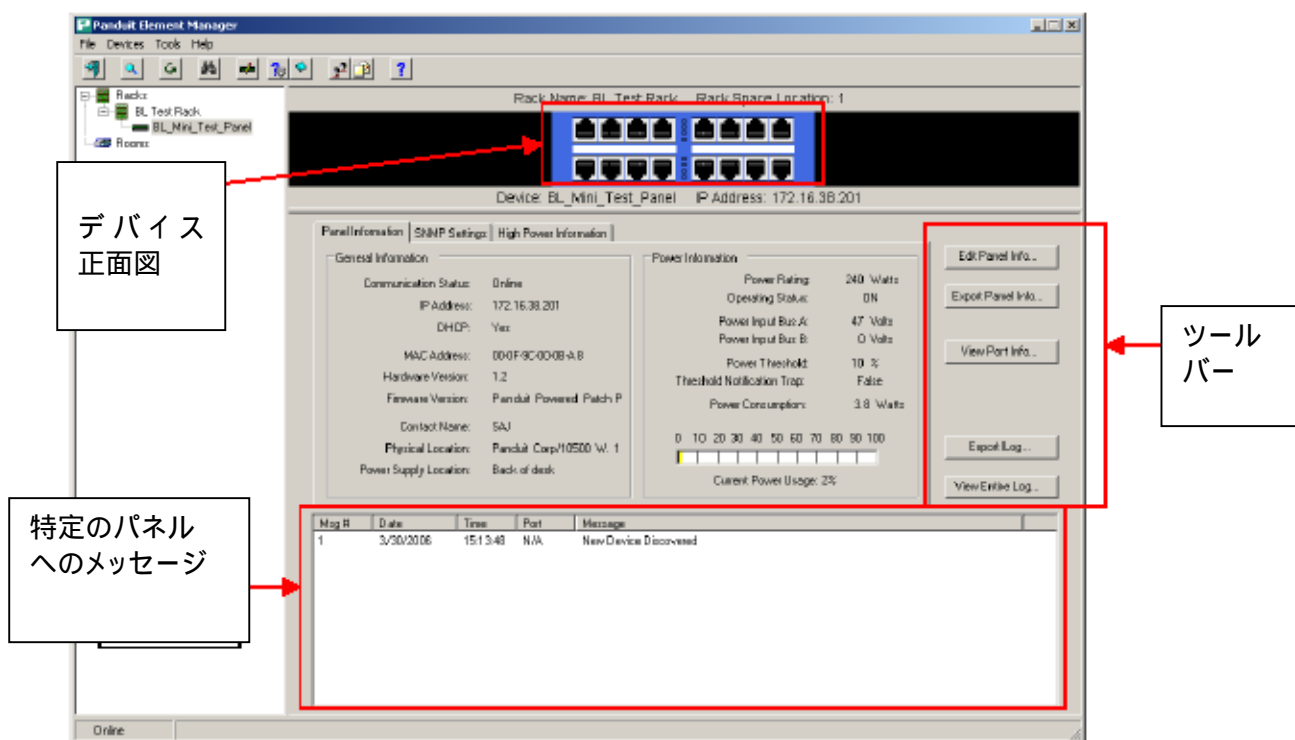 Panduit Element Manager
File Devices Tools Help
Racks
BL Test Rack
BL_Mini_Test_Panel
Rooms
Rack Name: BL Test Rack Rack Space Location: 1
Device: BL_Mini_Test_Panel IP Address: 172.16.38.201
デバイス
正面図
Panel Information SNMP Settings High Power Information
General Information
Communication Status: Online
IP Address: 172.16.38.201
DHCP: Yes
MAC Address: 00-0F-9C-00-0B-AB
Hardware Version: 1.2
Firmware Version: Panduit Powered Patch P
Contact Name: SAJ
Physical Location: Panduit Corp/10500 W. 1
Power Supply Location: Back of desk
Power Information
Power Rating: 240 Watts
Operating Status: ON
Power Input Bus A: 47 Volts
Power Input Bus B: 0 Volts
Power Threshold: 10 %
Threshold Notification Trap: False
Power Consumption: 3.8 Watts
0 10 20 30 40 50 60 70 80 90 100
Current Power Usage: 2%
Edit Panel Info...
Export Panel Info...
View Port Info...
Export Log...
View Entire Log...
ツール
バー
特定のパネル
へのメッセージ
Msg # Date Time Port Message
1 3/30/2006 15:13:48 N/A New Device Discovered
Online